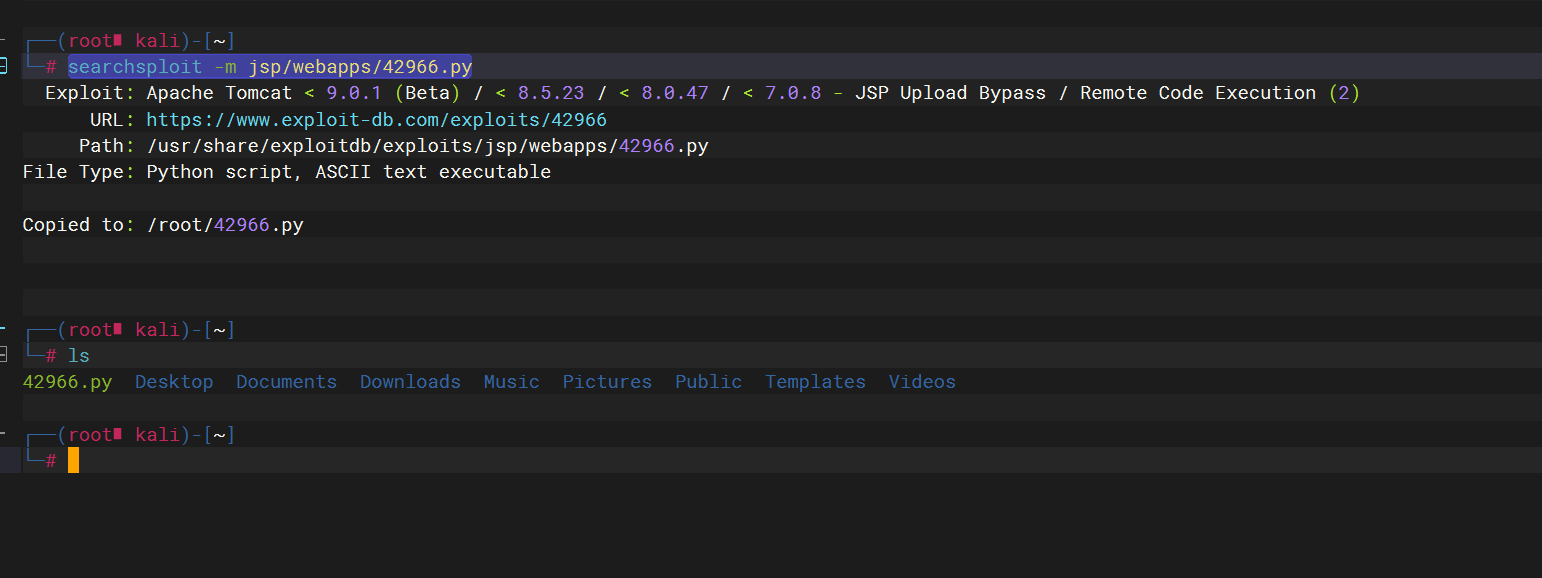 ┌──(root∎ kali)-[~]
└─# searchsploit -m jsp/webapps/42966.py
Exploit: Apache Tomcat < 9.0.1 (Beta) / < 8.5.23 / < 8.0.47 / < 7.0.8 - JSP Upload Bypass / Remote Code Execution (2)
URL: https://www.exploit-db.com/exploits/42966
Path: /usr/share/exploitdb/exploits/jsp/webapps/42966.py
File Type: Python script, ASCII text executable
Copied to: /root/42966.py
┌──(root∎ kali)-[~]
└─# ls
42966.py Desktop Documents Downloads Music Pictures Public Templates Videos
┌──(root∎ kali)-[~]
└─#